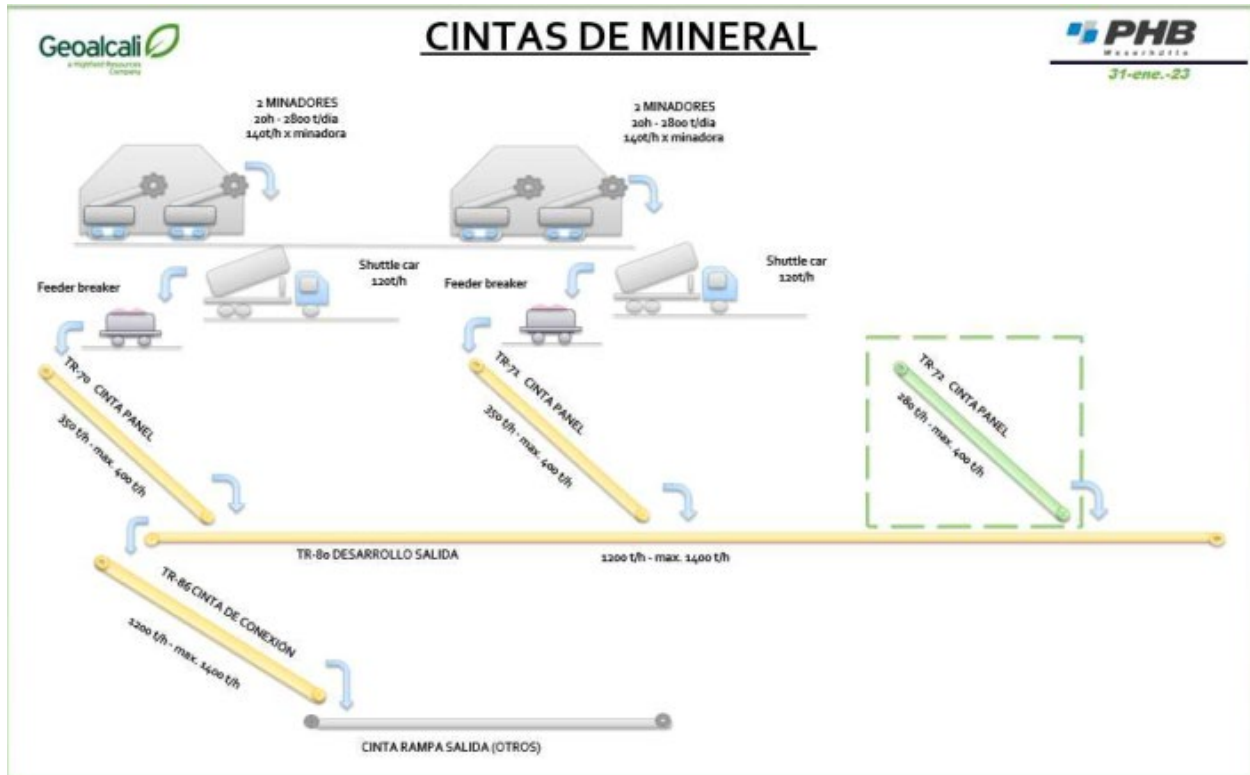 Geoalcali
a Highfield Resources
Company
CINTAS DE MINERAL
PHB
Weserhütte
31-ene.-23
2 MINADORES
20h - 2800 t/dia
140t/h x minadora
2 MINADORES
20h - 2800 t/dia
140t/h x minadora
Shuttle car
120t/h
Shuttle car
120t/h
Feeder breaker
Feeder breaker
TR-70 CINTA PANEL
350 t/h - max. 400 t/h
TR-71 CINTA PANEL
350 t/h - max. 400 t/h
TR-72 CINTA PANEL
280 t/h - max. 400 t/h
TR-80 DESARROLLO SALIDA
1200 t/h - max. 1400 t/h
TR-86 CINTA DE CONEXIÓN
1200 t/h - max. 1400 t/h
CINTA RAMPA SALIDA (OTROS)